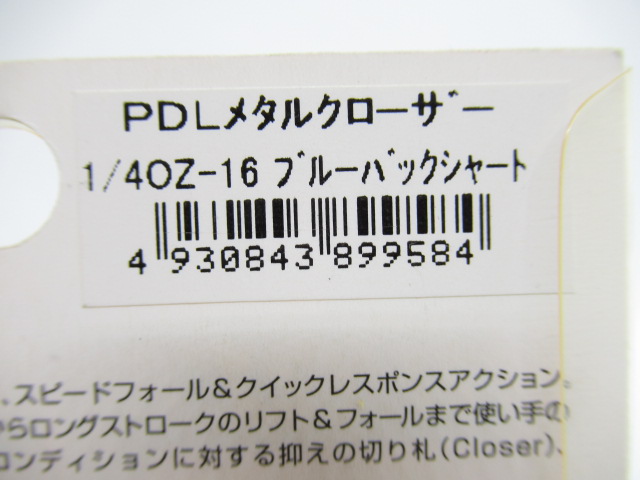 PDLメタルクローザー
1/4OZ-16 ブルーバックシャート
4 930843 899584
、スピードフォール&クイックレスポンスアクション。
からロングストロークのリフト&フォールまで使い手の
コンディションに対する抑えの切り札(Closer)、